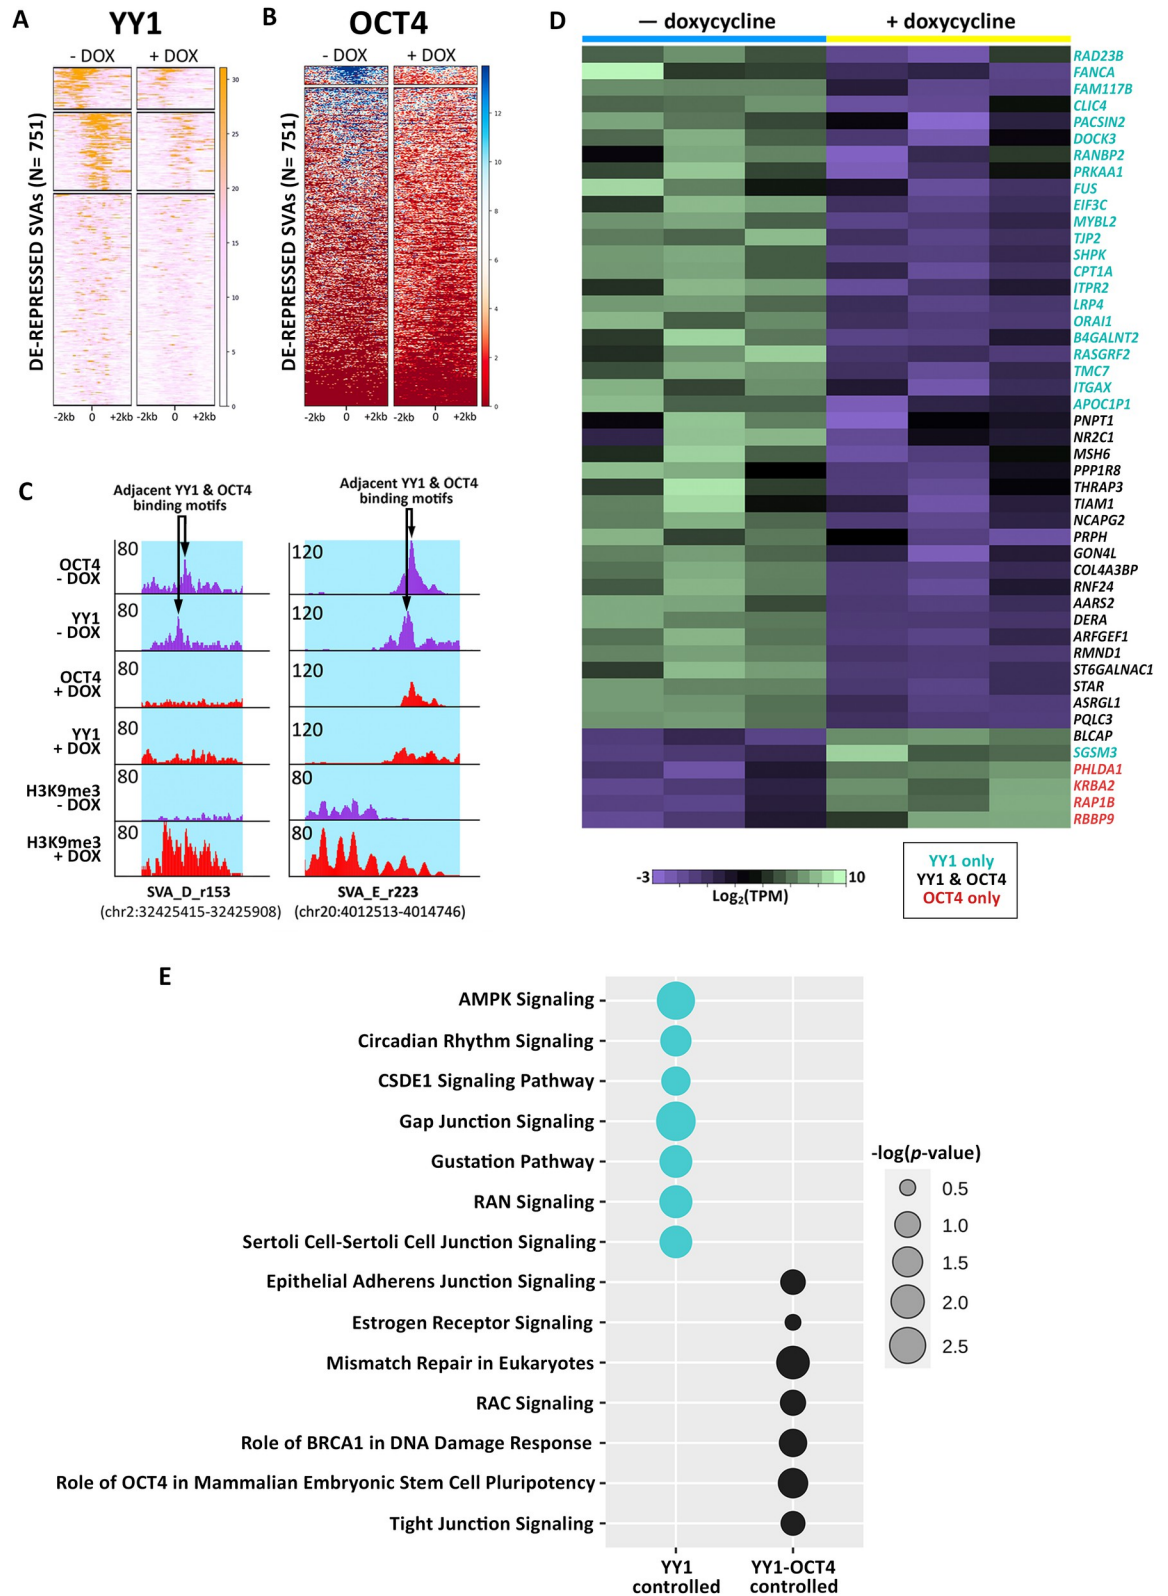 A
YY1
- DOX
+ DOX
DE-REPRESSED SVAs (N= 751)
30
25
20
15
10
5
0
-2kb 0 +2kb
-2kb 0 +2kb
B
OCT4
- DOX
+ DOX
DE-REPRESSED SVAs (N= 751)
12
10
8
6
4
2
0
-2kb 0 +2kb
-2kb 0 +2kb
C
Adjacent YY1 & OCT4
binding motifs
Adjacent YY1 & OCT4
binding motifs
OCT4
- DOX
80
120
YY1
- DOX
80
120
OCT4
+ DOX
80
120
YY1
+ DOX
80
120
H3K9me3
- DOX
80
80
H3K9me3
+ DOX
80
80
SVA_D_r153
(chr2:32425415-32425908)
SVA_E_r223
(chr20:4012513-4014746)
D
— doxycycline
+ doxycycline
RAD23B
FANCA
FAM117B
CLIC4
PACSIN2
DOCK3
RANBP2
PRKAA1
FUS
EIF3C
MYBL2
TJP2
SHPK
CPT1A
ITPR2
LRP4
ORAI1
B4GALNT2
RASGRF2
TMC7
ITGAX
APOC1P1
PNPT1
NR2C1
MSH6
PPP1R8
THRAP3
TIAM1
NCAPG2
PRPH
GON4L
COL4A3BP
RNF24
AARS2
DERA
ARFGEF1
RMND1
ST6GALNAC1
STAR
ASRGL1
PQLC3
BLCAP
SGSM3
PHLDA1
KRBA2
RAP1B
RBBP9
-3
10
Log2(TPM)
YY1 only
YY1 & OCT4
OCT4 only
E
AMPK Signaling
Circadian Rhythm Signaling
CSDE1 Signaling Pathway
Gap Junction Signaling
Gustation Pathway
RAN Signaling
Sertoli Cell-Sertoli Cell Junction Signaling
Epithelial Adherens Junction Signaling
Estrogen Receptor Signaling
Mismatch Repair in Eukaryotes
RAC Signaling
Role of BRCA1 in DNA Damage Response
Role of OCT4 in Mammalian Embryonic Stem Cell Pluripotency
Tight Junction Signaling
YY1
controlled
YY1-OCT4
controlled
-log(p-value)
0.5
1.0
1.5
2.0
2.5